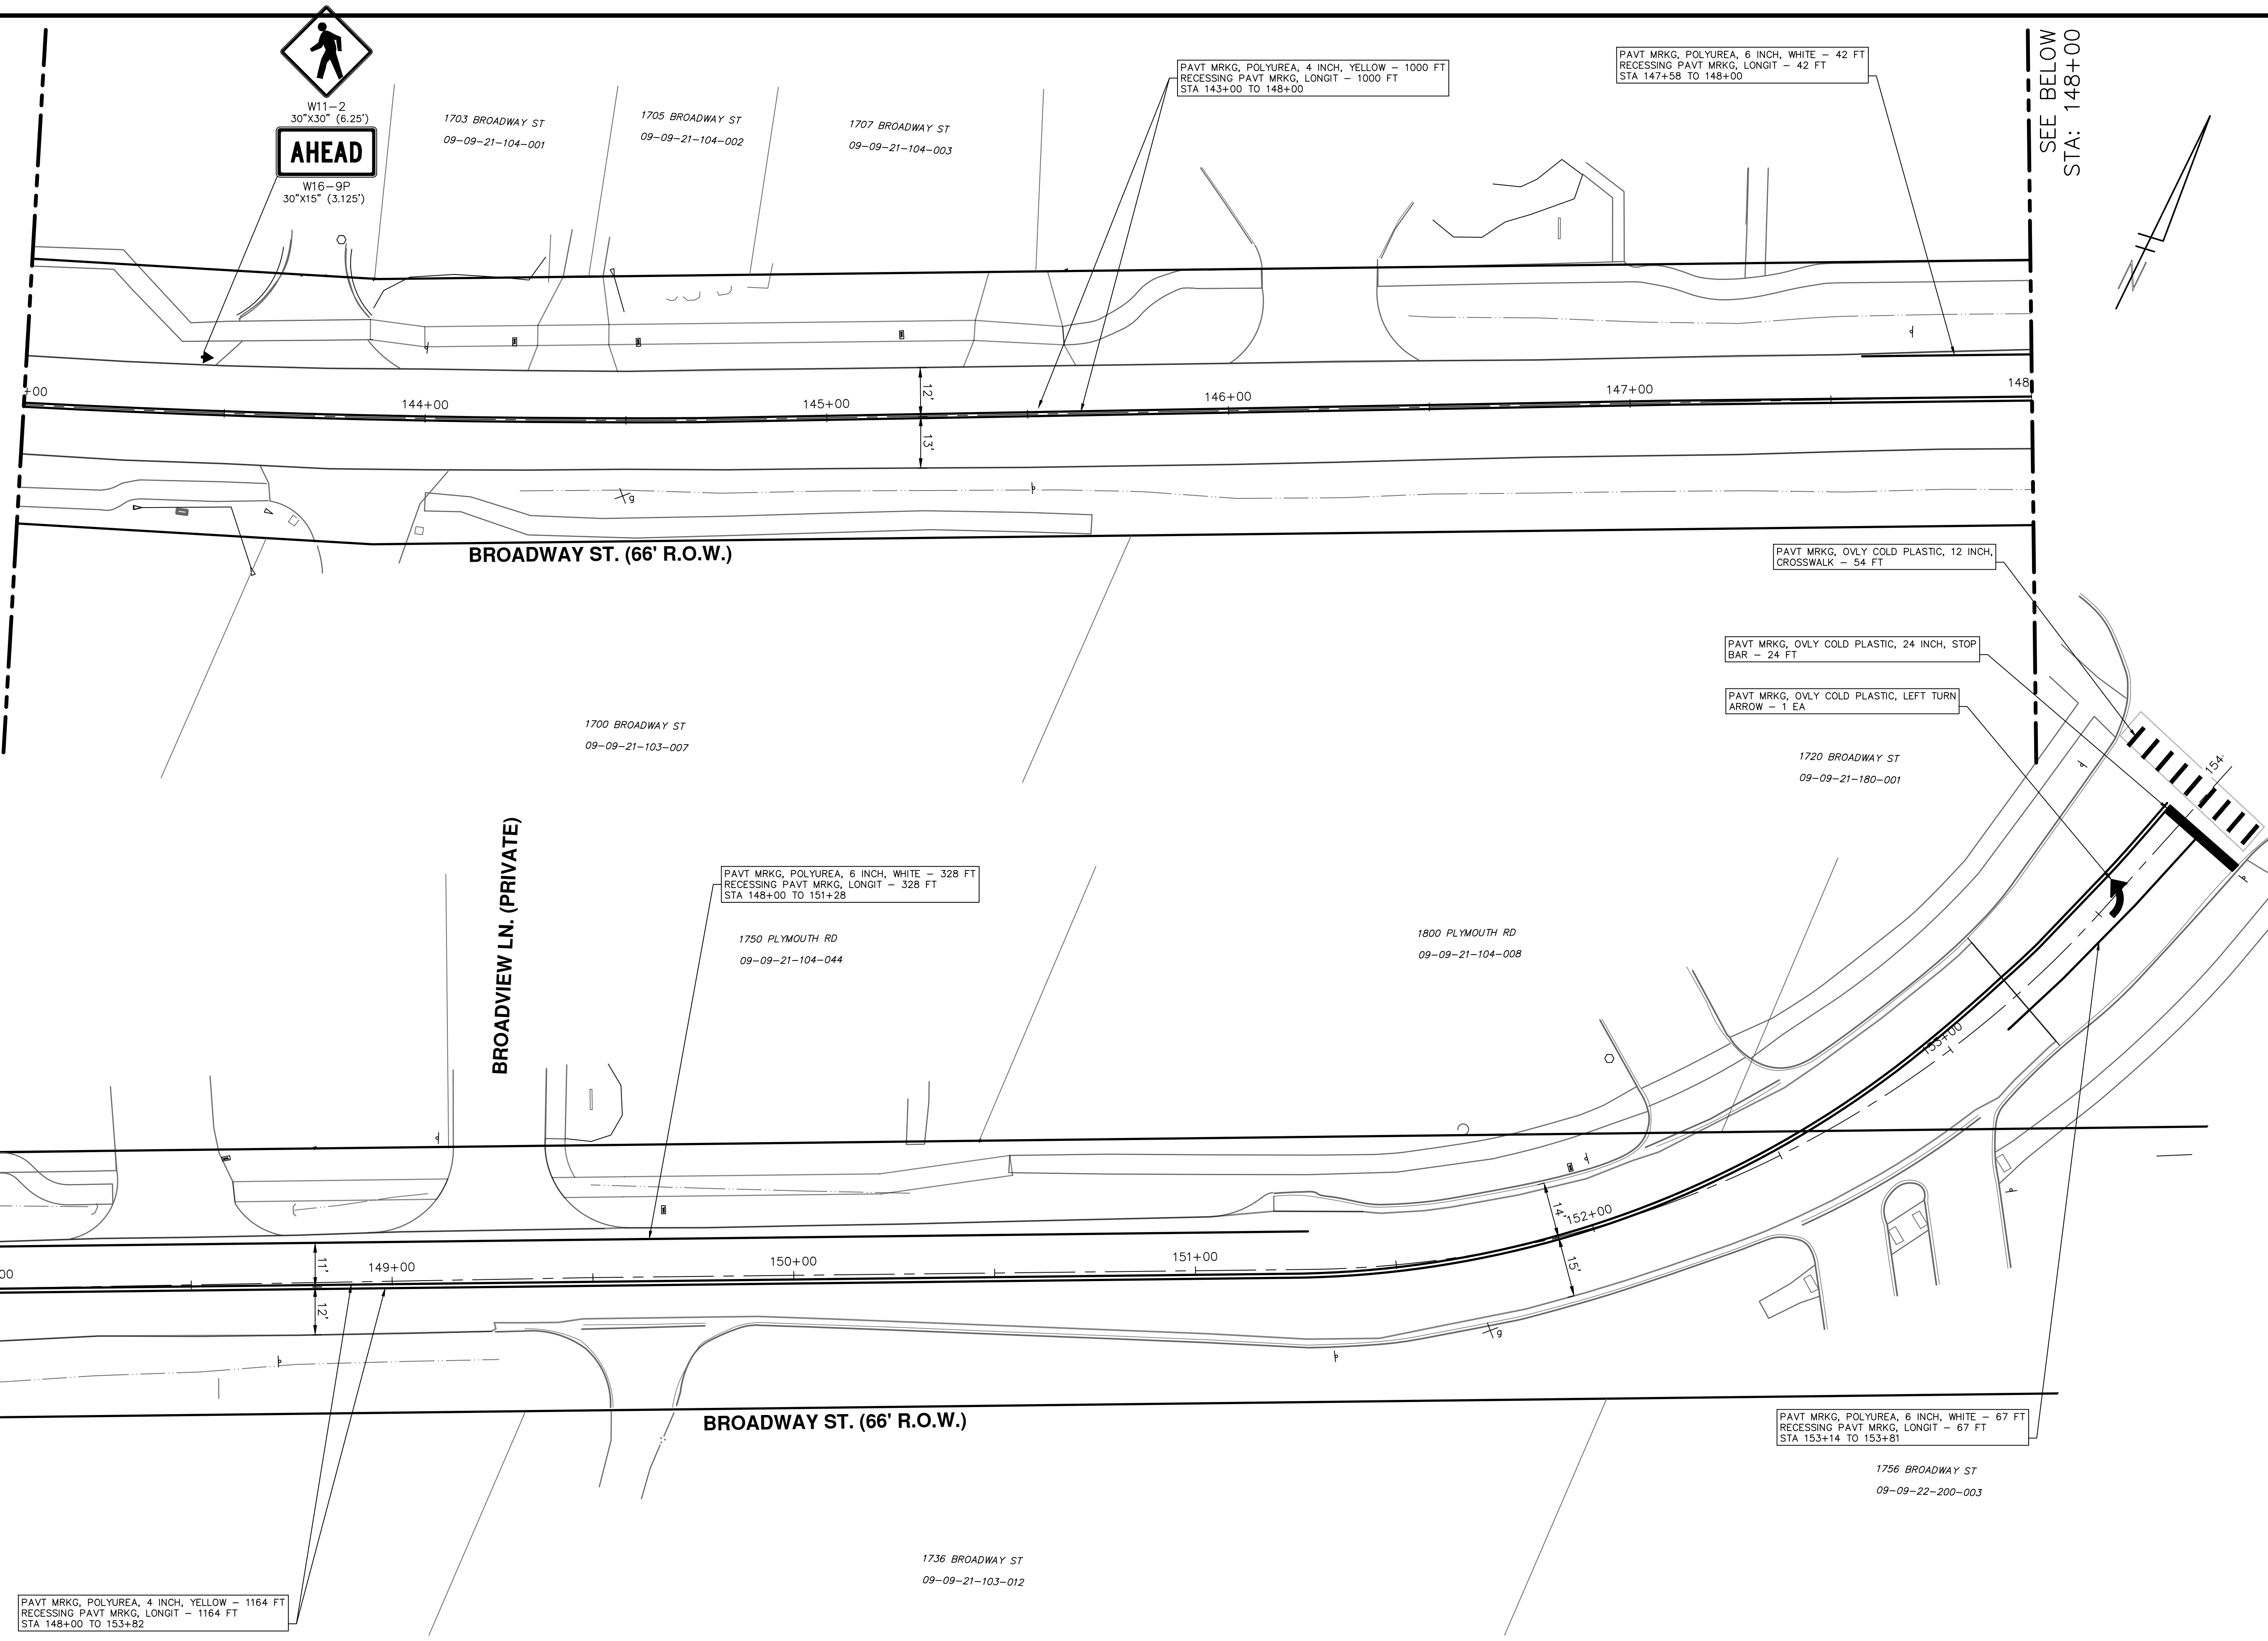 W11-2
30"X30" (6.25')
AHEAD
W16-9P
30"X15" (3.125')
1703 BROADWAY ST
09-09-21-104-001
1705 BROADWAY ST
09-09-21-104-002
1707 BROADWAY ST
09-09-21-104-003
PAVT MRKG, POLYUREA, 4 INCH, YELLOW - 1000 FT
RECESSING PAVT MRKG, LONGIT - 1000 FT
STA 143+00 TO 148+00
PAVT MRKG, POLYUREA, 6 INCH, WHITE - 42 FT
RECESSING PAVT MRKG, LONGIT - 42 FT
STA 147+58 TO 148+00
SEE BELOW
STA: 148+00
N
+00
144+00
145+00
12'
13'
146+00
147+00
148
g
BROADWAY ST. (66' R.O.W.)
PAVT MRKG, OVLY COLD PLASTIC, 12 INCH,
CROSSWALK - 54 FT
PAVT MRKG, OVLY COLD PLASTIC, 24 INCH, STOP
BAR - 24 FT
PAVT MRKG, OVLY COLD PLASTIC, LEFT TURN
ARROW - 1 EA
1700 BROADWAY ST
09-09-21-103-007
1720 BROADWAY ST
09-09-21-180-001
154
BROADVIEW LN. (PRIVATE)
PAVT MRKG, POLYUREA, 6 INCH, WHITE - 328 FT
RECESSING PAVT MRKG, LONGIT - 328 FT
STA 148+00 TO 151+28
1750 PLYMOUTH RD
09-09-21-104-044
1800 PLYMOUTH RD
09-09-21-104-008
153+00
00
11'
12'
149+00
150+00
151+00
14'
152+00
15'
g
BROADWAY ST. (66' R.O.W.)
PAVT MRKG, POLYUREA, 6 INCH, WHITE - 67 FT
RECESSING PAVT MRKG, LONGIT - 67 FT
STA 153+14 TO 153+81
1756 BROADWAY ST
09-09-22-200-003
1736 BROADWAY ST
09-09-21-103-012
PAVT MRKG, POLYUREA, 4 INCH, YELLOW - 1164 FT
RECESSING PAVT MRKG, LONGIT - 1164 FT
STA 148+00 TO 153+82